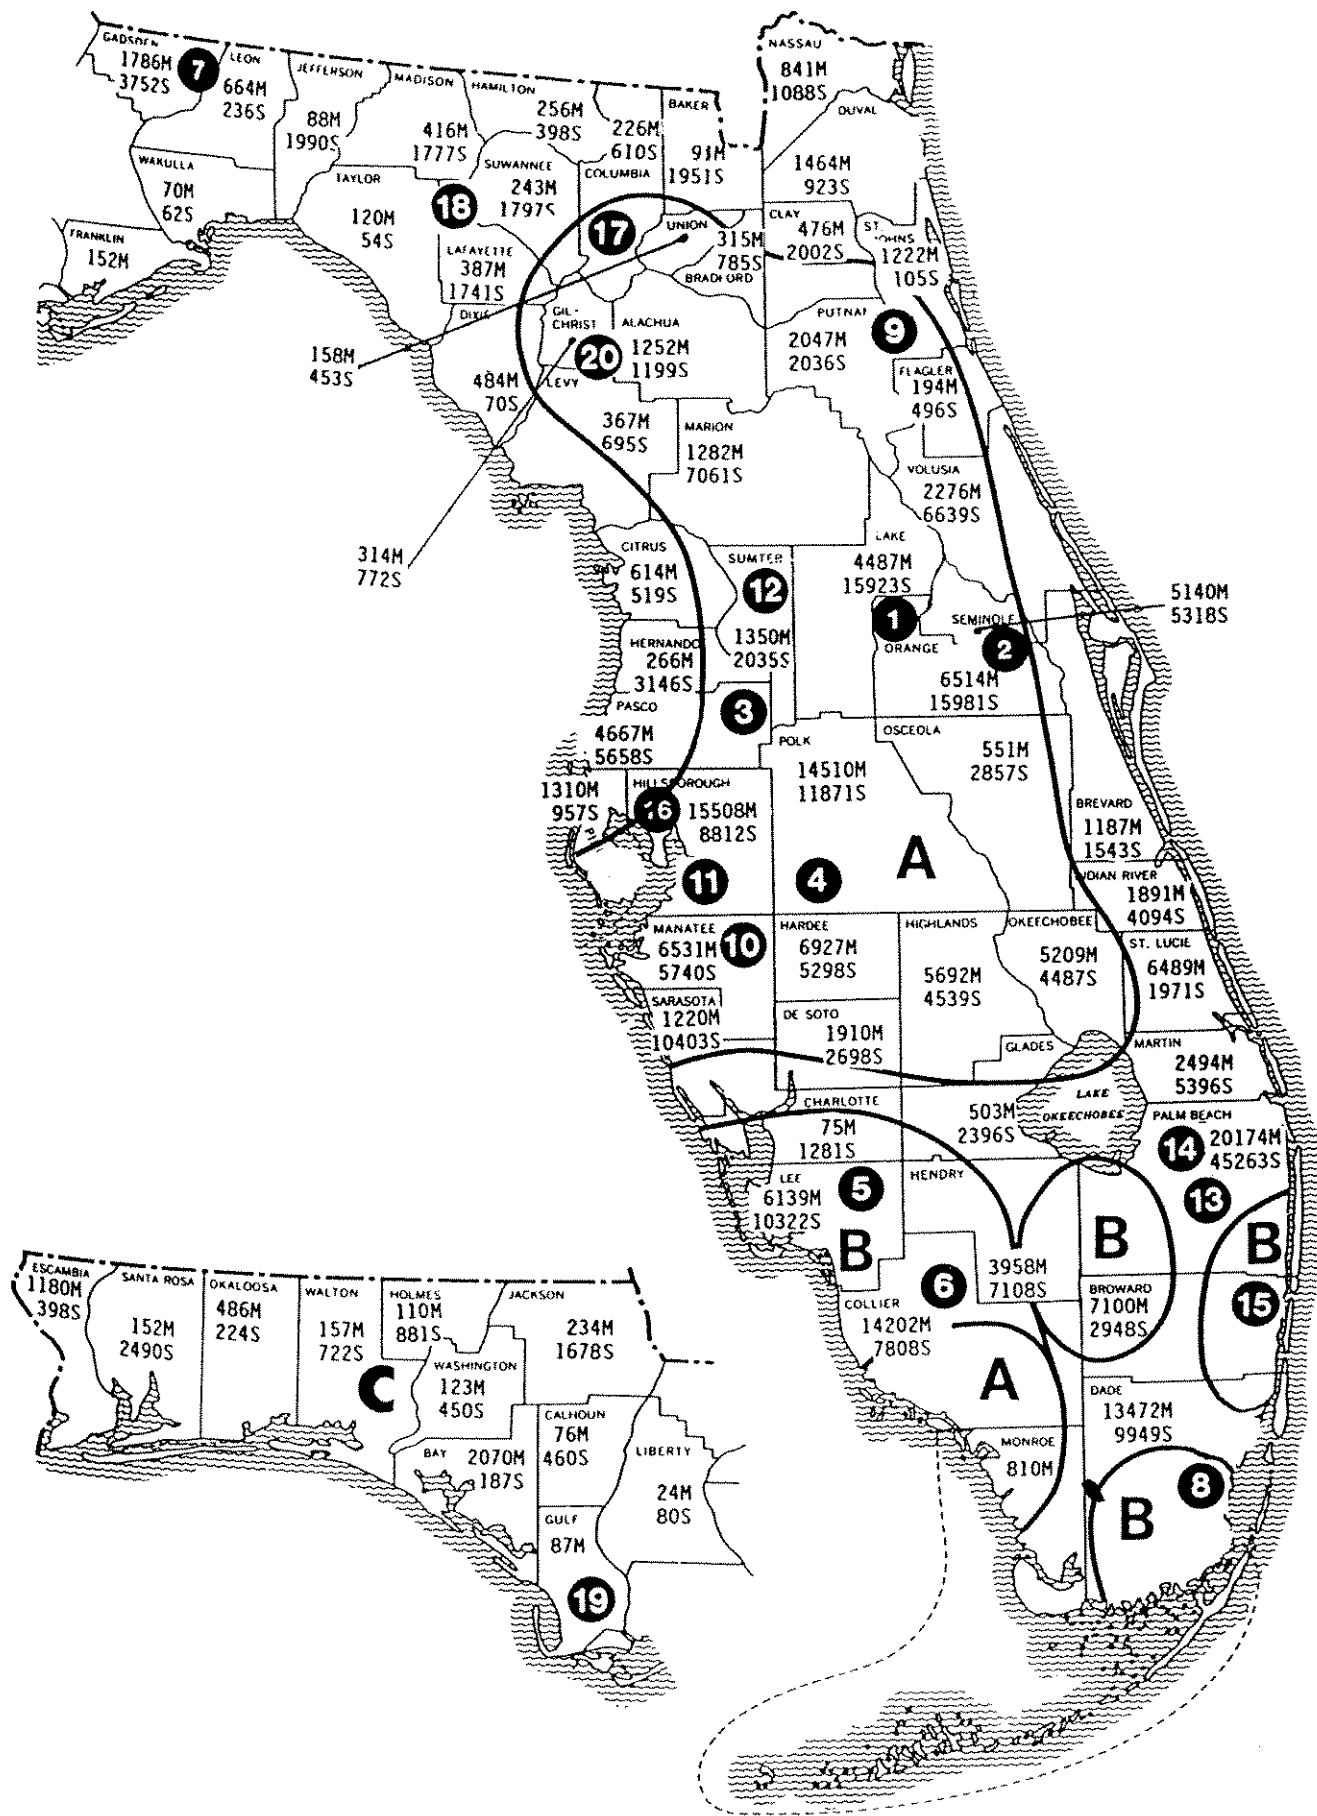 GADSDEN
1786M
3752S
7
LEON
664M
236S
JEFFERSON
88M
1990S
MADISON
416M
1777S
HAMILTON
256M
398S
226M
610S
COLUMBIA
BAKER
91M
1951S
NASSAU
841M
1088S
DUVAL
1464M
923S
WAKULLA
70M
62S
FRANKLIN
152M
TAYLOR
120M
54S
18
SUWANNEE
243M
1797S
LAFAYETTE
387M
1741S
DIXIE
484M
70S
17
UNION
158M
453S
315M
785S
BRADFORD
CLAY
476M
2002S
ST.
JOHNS
1222M
105S
GIL-
CHRIST
20
314M
772S
ALACHUA
1252M
1199S
PUTNAM
2047M
2036S
9
FLAGLER
194M
496S
LEVY
367M
695S
MARION
1282M
7061S
VOLUSIA
2276M
6639S
CITRUS
614M
519S
SUMTER
12
1350M
2035S
LAKE
4487M
15923S
1
SEMINOLE
5140M
5318S
2
ORANGE
6514M
15981S
HERNANDO
266M
3146S
PASCO
4667M
5658S
3
POLK
14510M
11871S
OSCEOLA
551M
2857S
1310M
957S
HILLSBOROUGH
16
15508M
8812S
11
4
A
BREVARD
1187M
1543S
INDIAN RIVER
1891M
4094S
MANATEE
6531M
5740S
10
HARDEE
6927M
5298S
HIGHLANDS
5692M
4539S
OKEECHOBEE
5209M
4487S
ST. LUCIE
6489M
1971S
SARASOTA
1220M
10403S
DE SOTO
1910M
2698S
GLADES
503M
2396S
MARTIN
2494M
5396S
CHARLOTTE
75M
1281S
LAKE
OKEECHOBEE
PALM BEACH
14
20174M
45263S
13
LEE
6139M
10322S
5
B
HENDRY
3958M
7108S
B
B
6
COLLIER
14202M
7808S
BROWARD
7100M
2948S
15
A
DADE
13472M
9949S
MONROE
810M
8
B
ESCAMBIA
1180M
398S
SANTA ROSA
152M
2490S
OKALOOSA
486M
224S
WALTON
157M
722S
C
HOLMES
110M
881S
JACKSON
234M
1678S
WASHINGTON
123M
450S
BAY
2070M
187S
CALHOUN
76M
460S
LIBERTY
24M
80S
GULF
87M
19